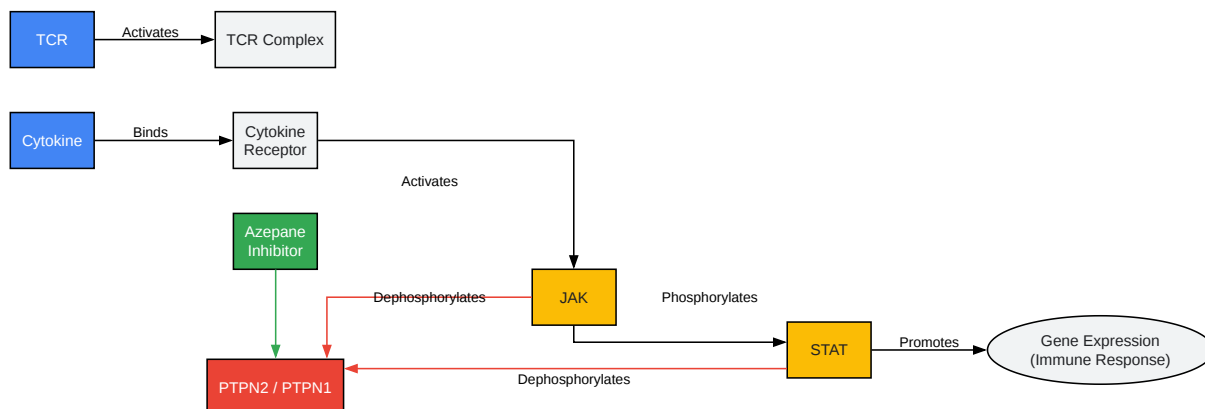 TCR
Activates
TCR Complex
Cytokine
Binds
Cytokine
Receptor
Activates
Azepane
Inhibitor
Dephosphorylates
JAK
Phosphorylates
STAT
Promotes
Gene Expression
(Immune Response)
PTPN2 / PTPN1
Dephosphorylates